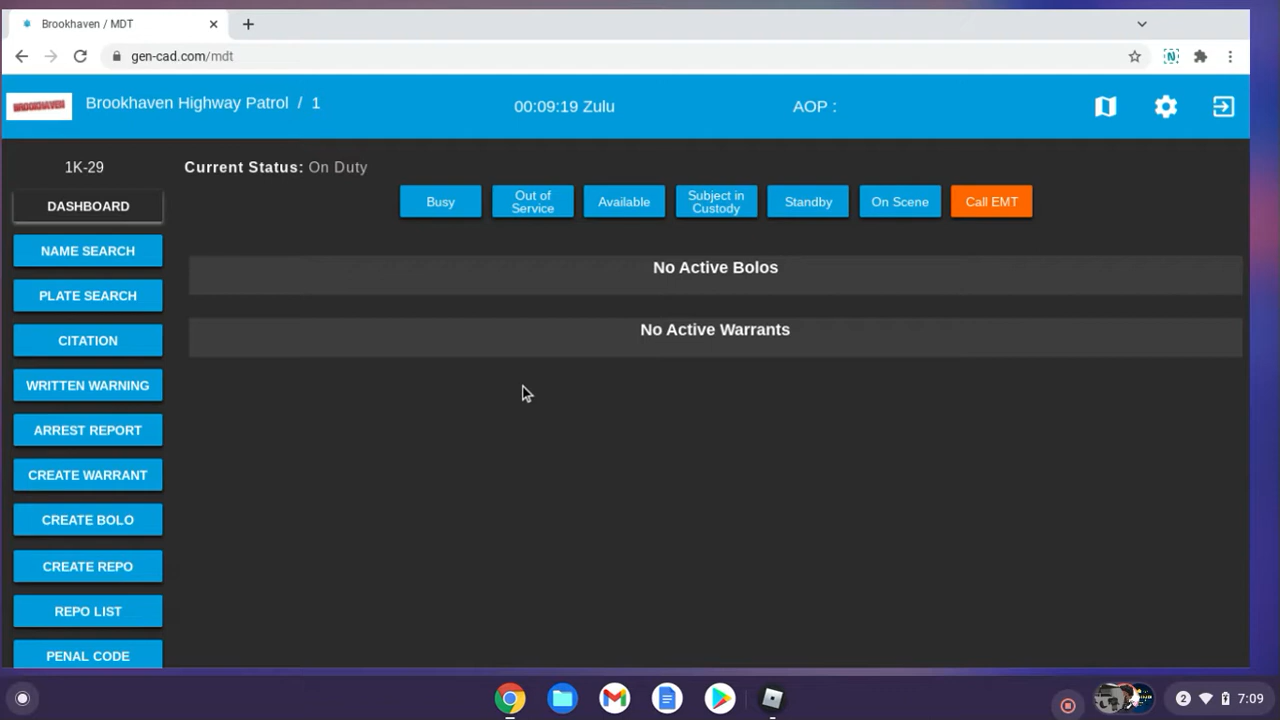 Brookhaven / MDT
gen-cad.com/mdt
N
BROOKHAVEN
Brookhaven Highway Patrol / 1
00:09:19 Zulu
AOP :
1K-29
Current Status: On Duty
DASHBOARD
Busy
Out of
Service
Available
Subject in
Custody
Standby
On Scene
Call EMT
NAME SEARCH
No Active Bolos
PLATE SEARCH
No Active Warrants
CITATION
WRITTEN WARNING
ARREST REPORT
CREATE WARRANT
CREATE BOLO
CREATE REPO
REPO LIST
PENAL CODE
2
7:09